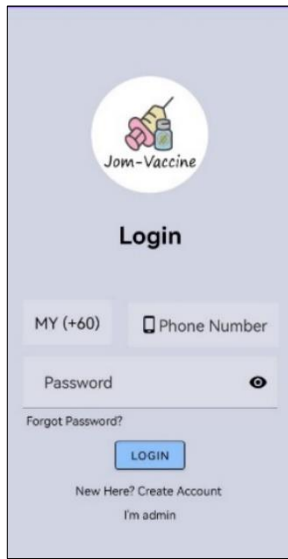 Jom-Vaccine
Login
MY (+60) Phone Number
Password
Forgot Password?
LOGIN
New Here? Create Account
I'm admin